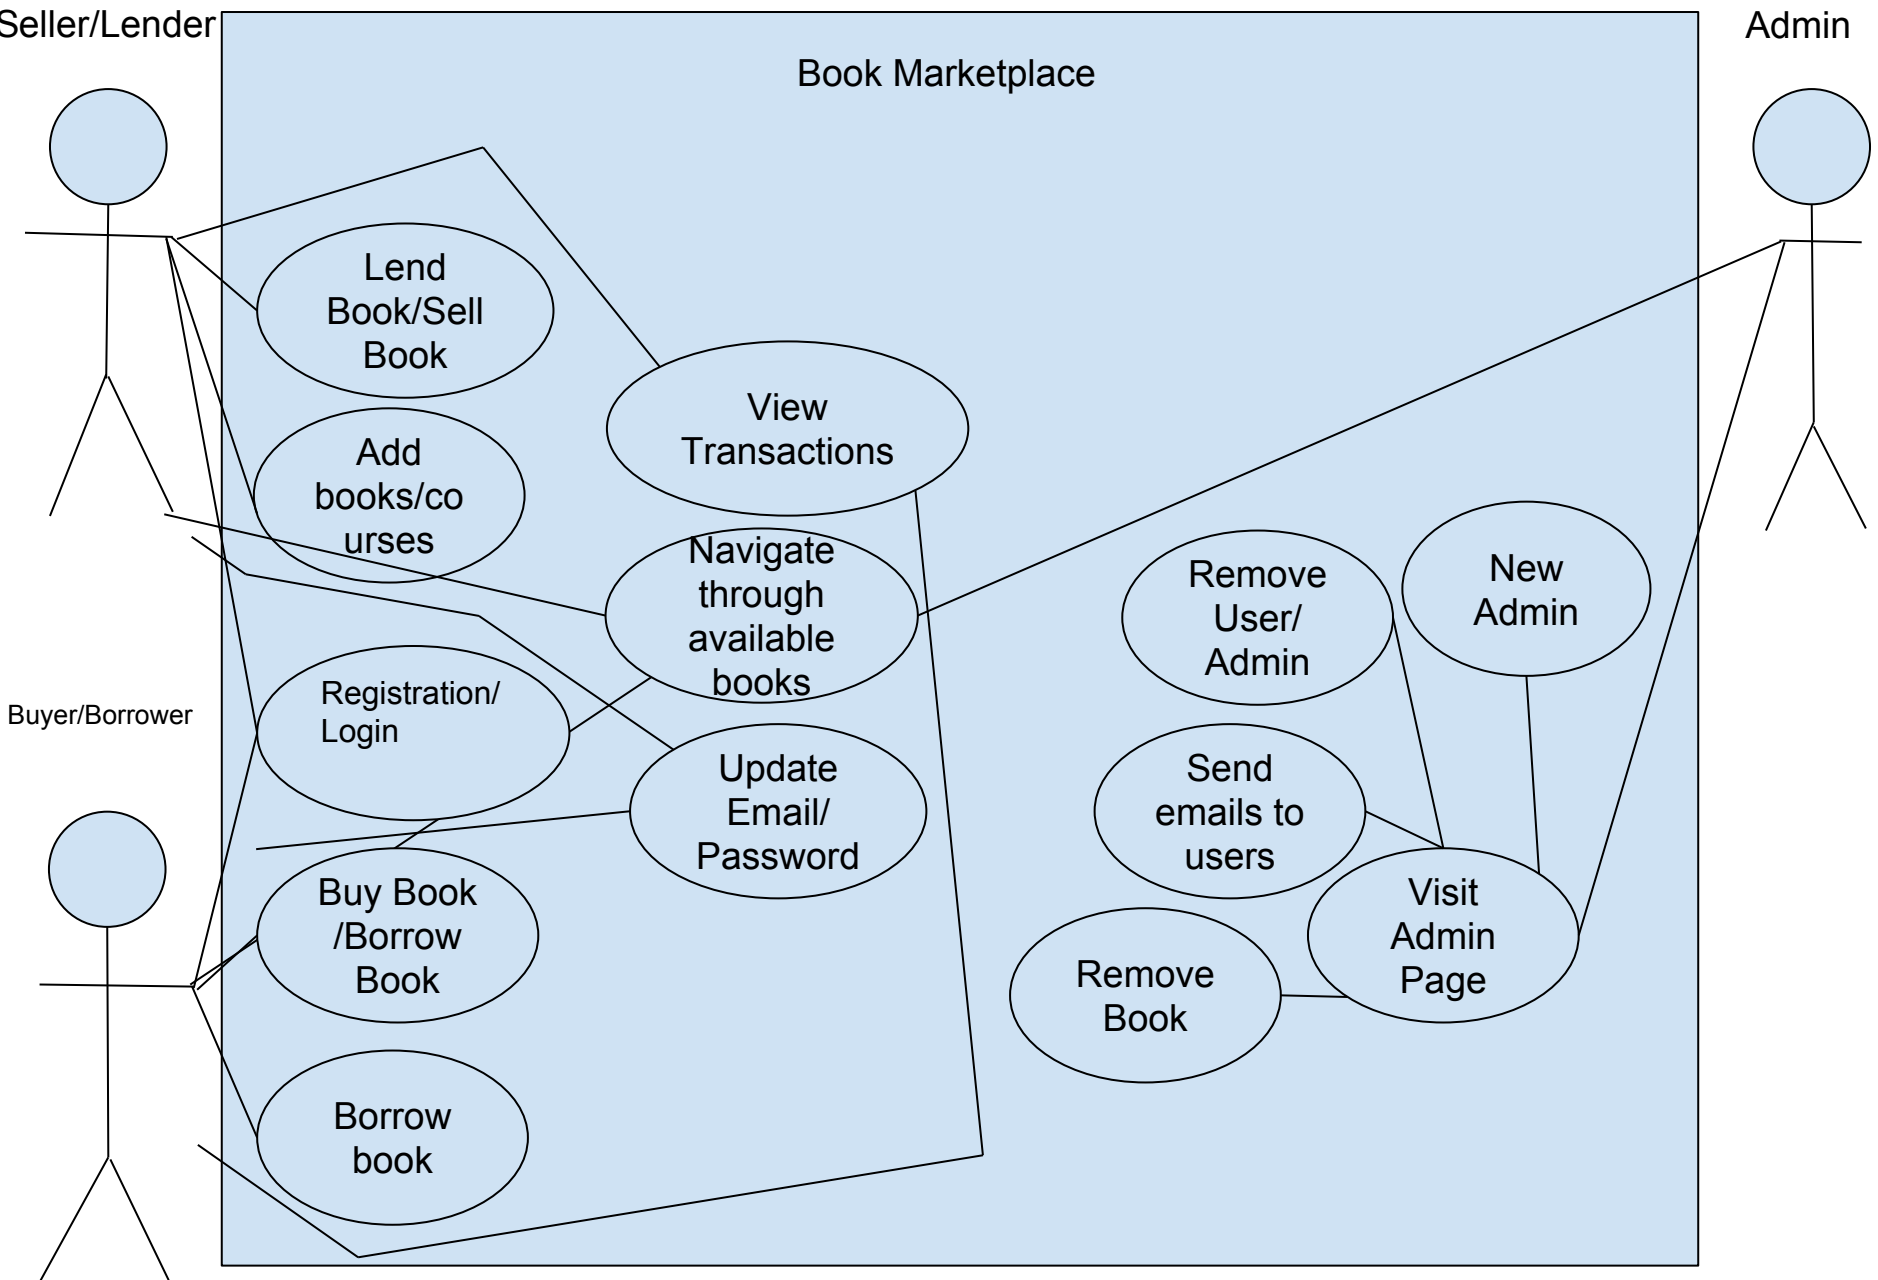 Seller/Lender
Admin
Book Marketplace
Lend
Book/Sell
Book
View
Transactions
Add
books/co
urses
Navigate
through
available
books
Remove
User/
Admin
New
Admin
Registration/
Login
Buyer/Borrower
Update
Email/
Password
Send
emails to
users
Buy Book
/Borrow
Book
Visit
Admin
Page
Remove
Book
Borrow
book